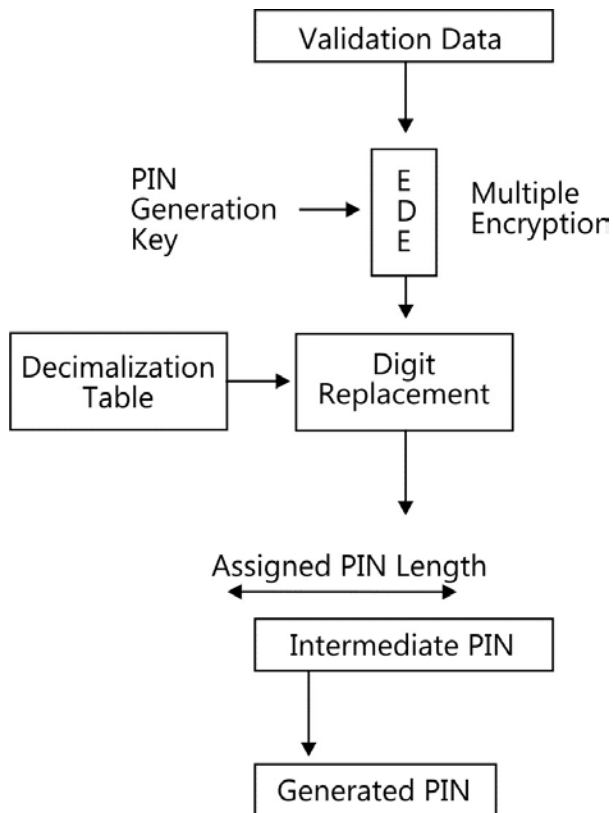 Validation Data
PIN
Generation
Key
E
D
E
Multiple
Encryption
Decimalization
Table
Digit
Replacement
Assigned PIN Length
Intermediate PIN
Generated PIN